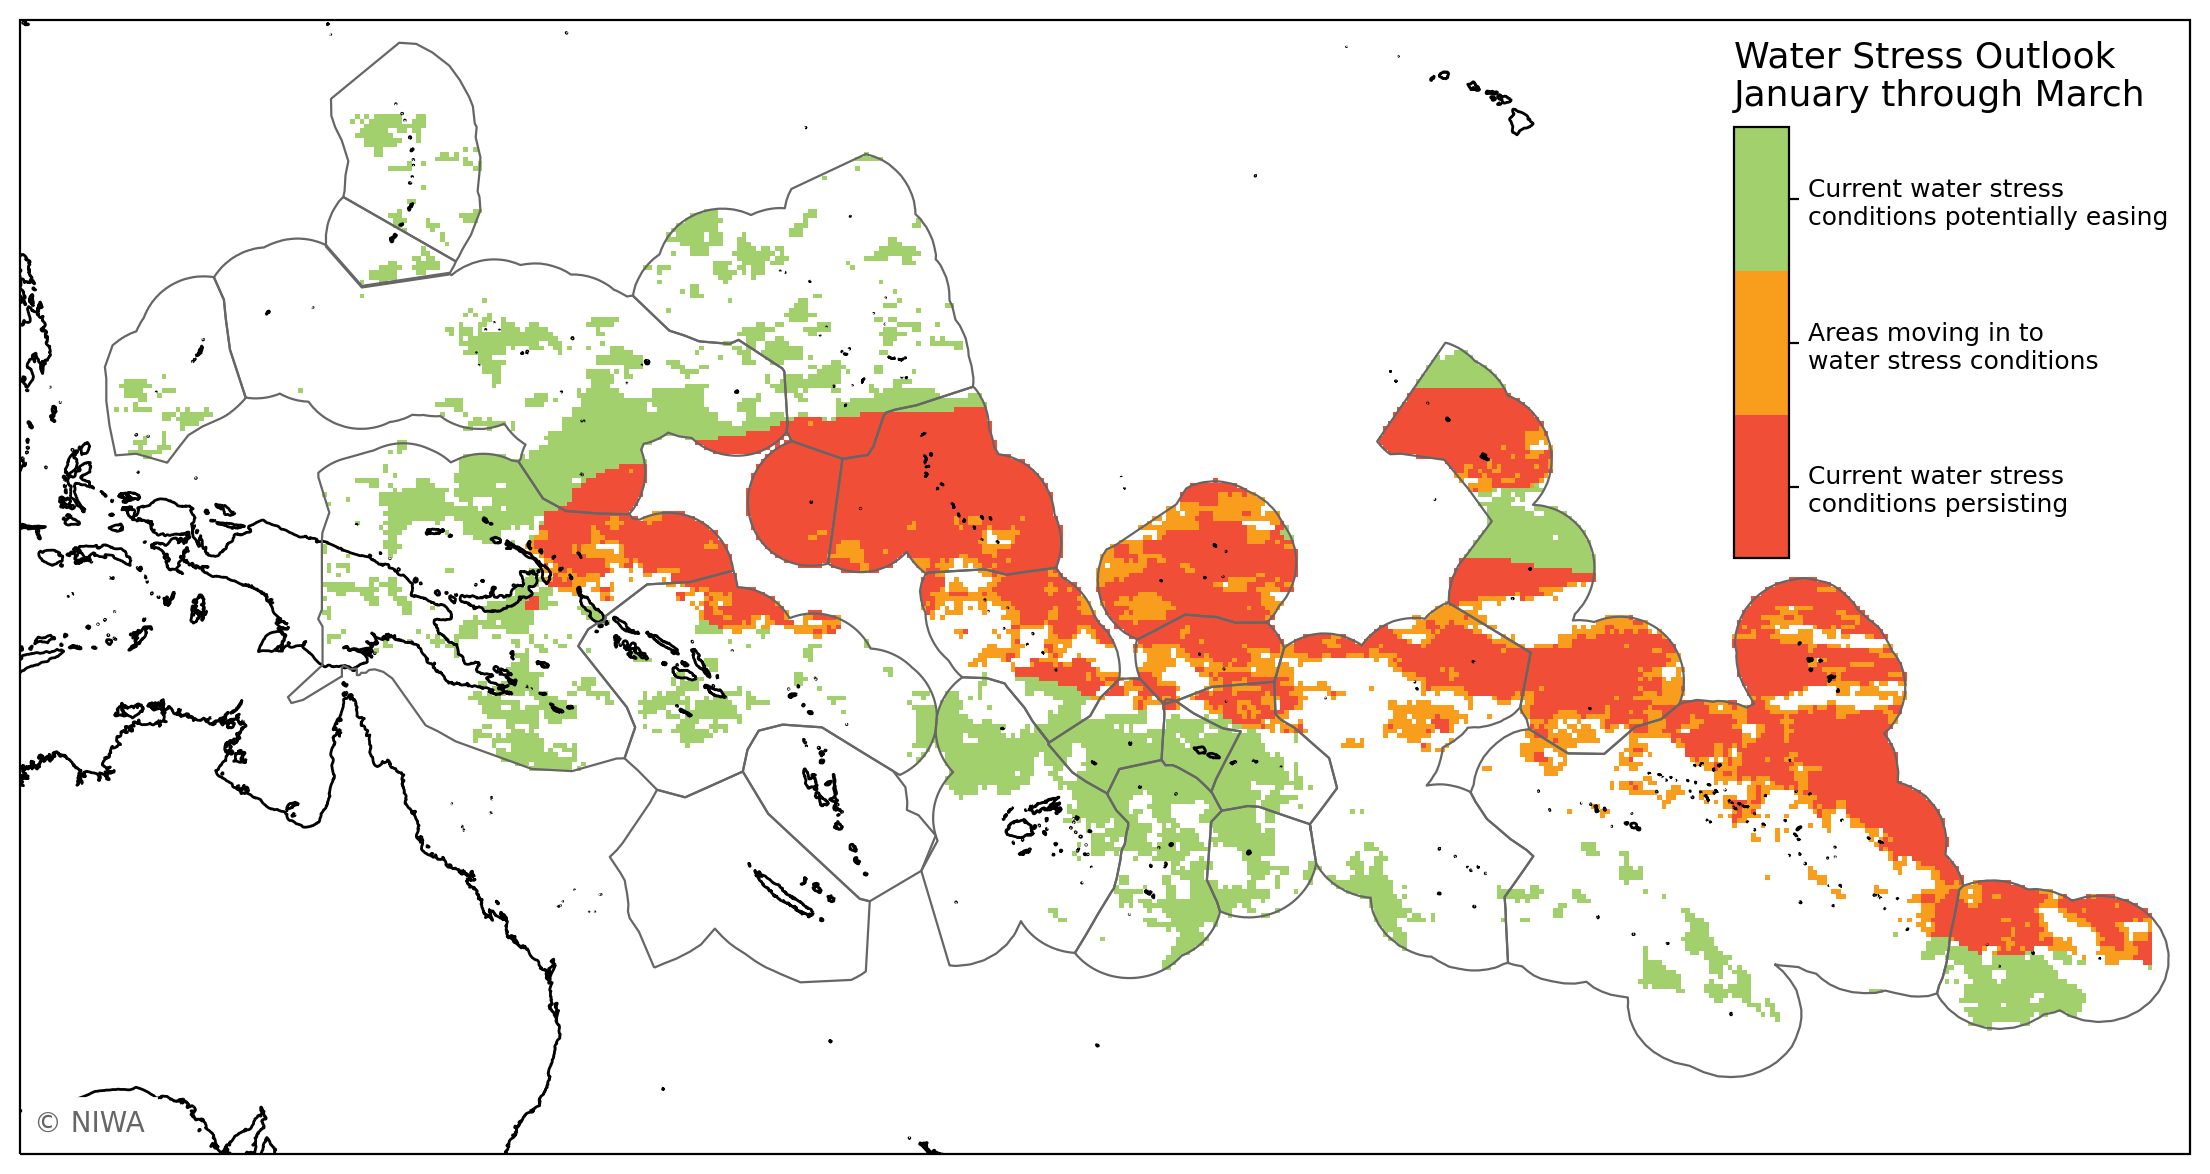 Water Stress Outlook
January through March
Current water stress
conditions potentially easing
Areas moving in to
water stress conditions
Current water stress
conditions persisting
© NIWA